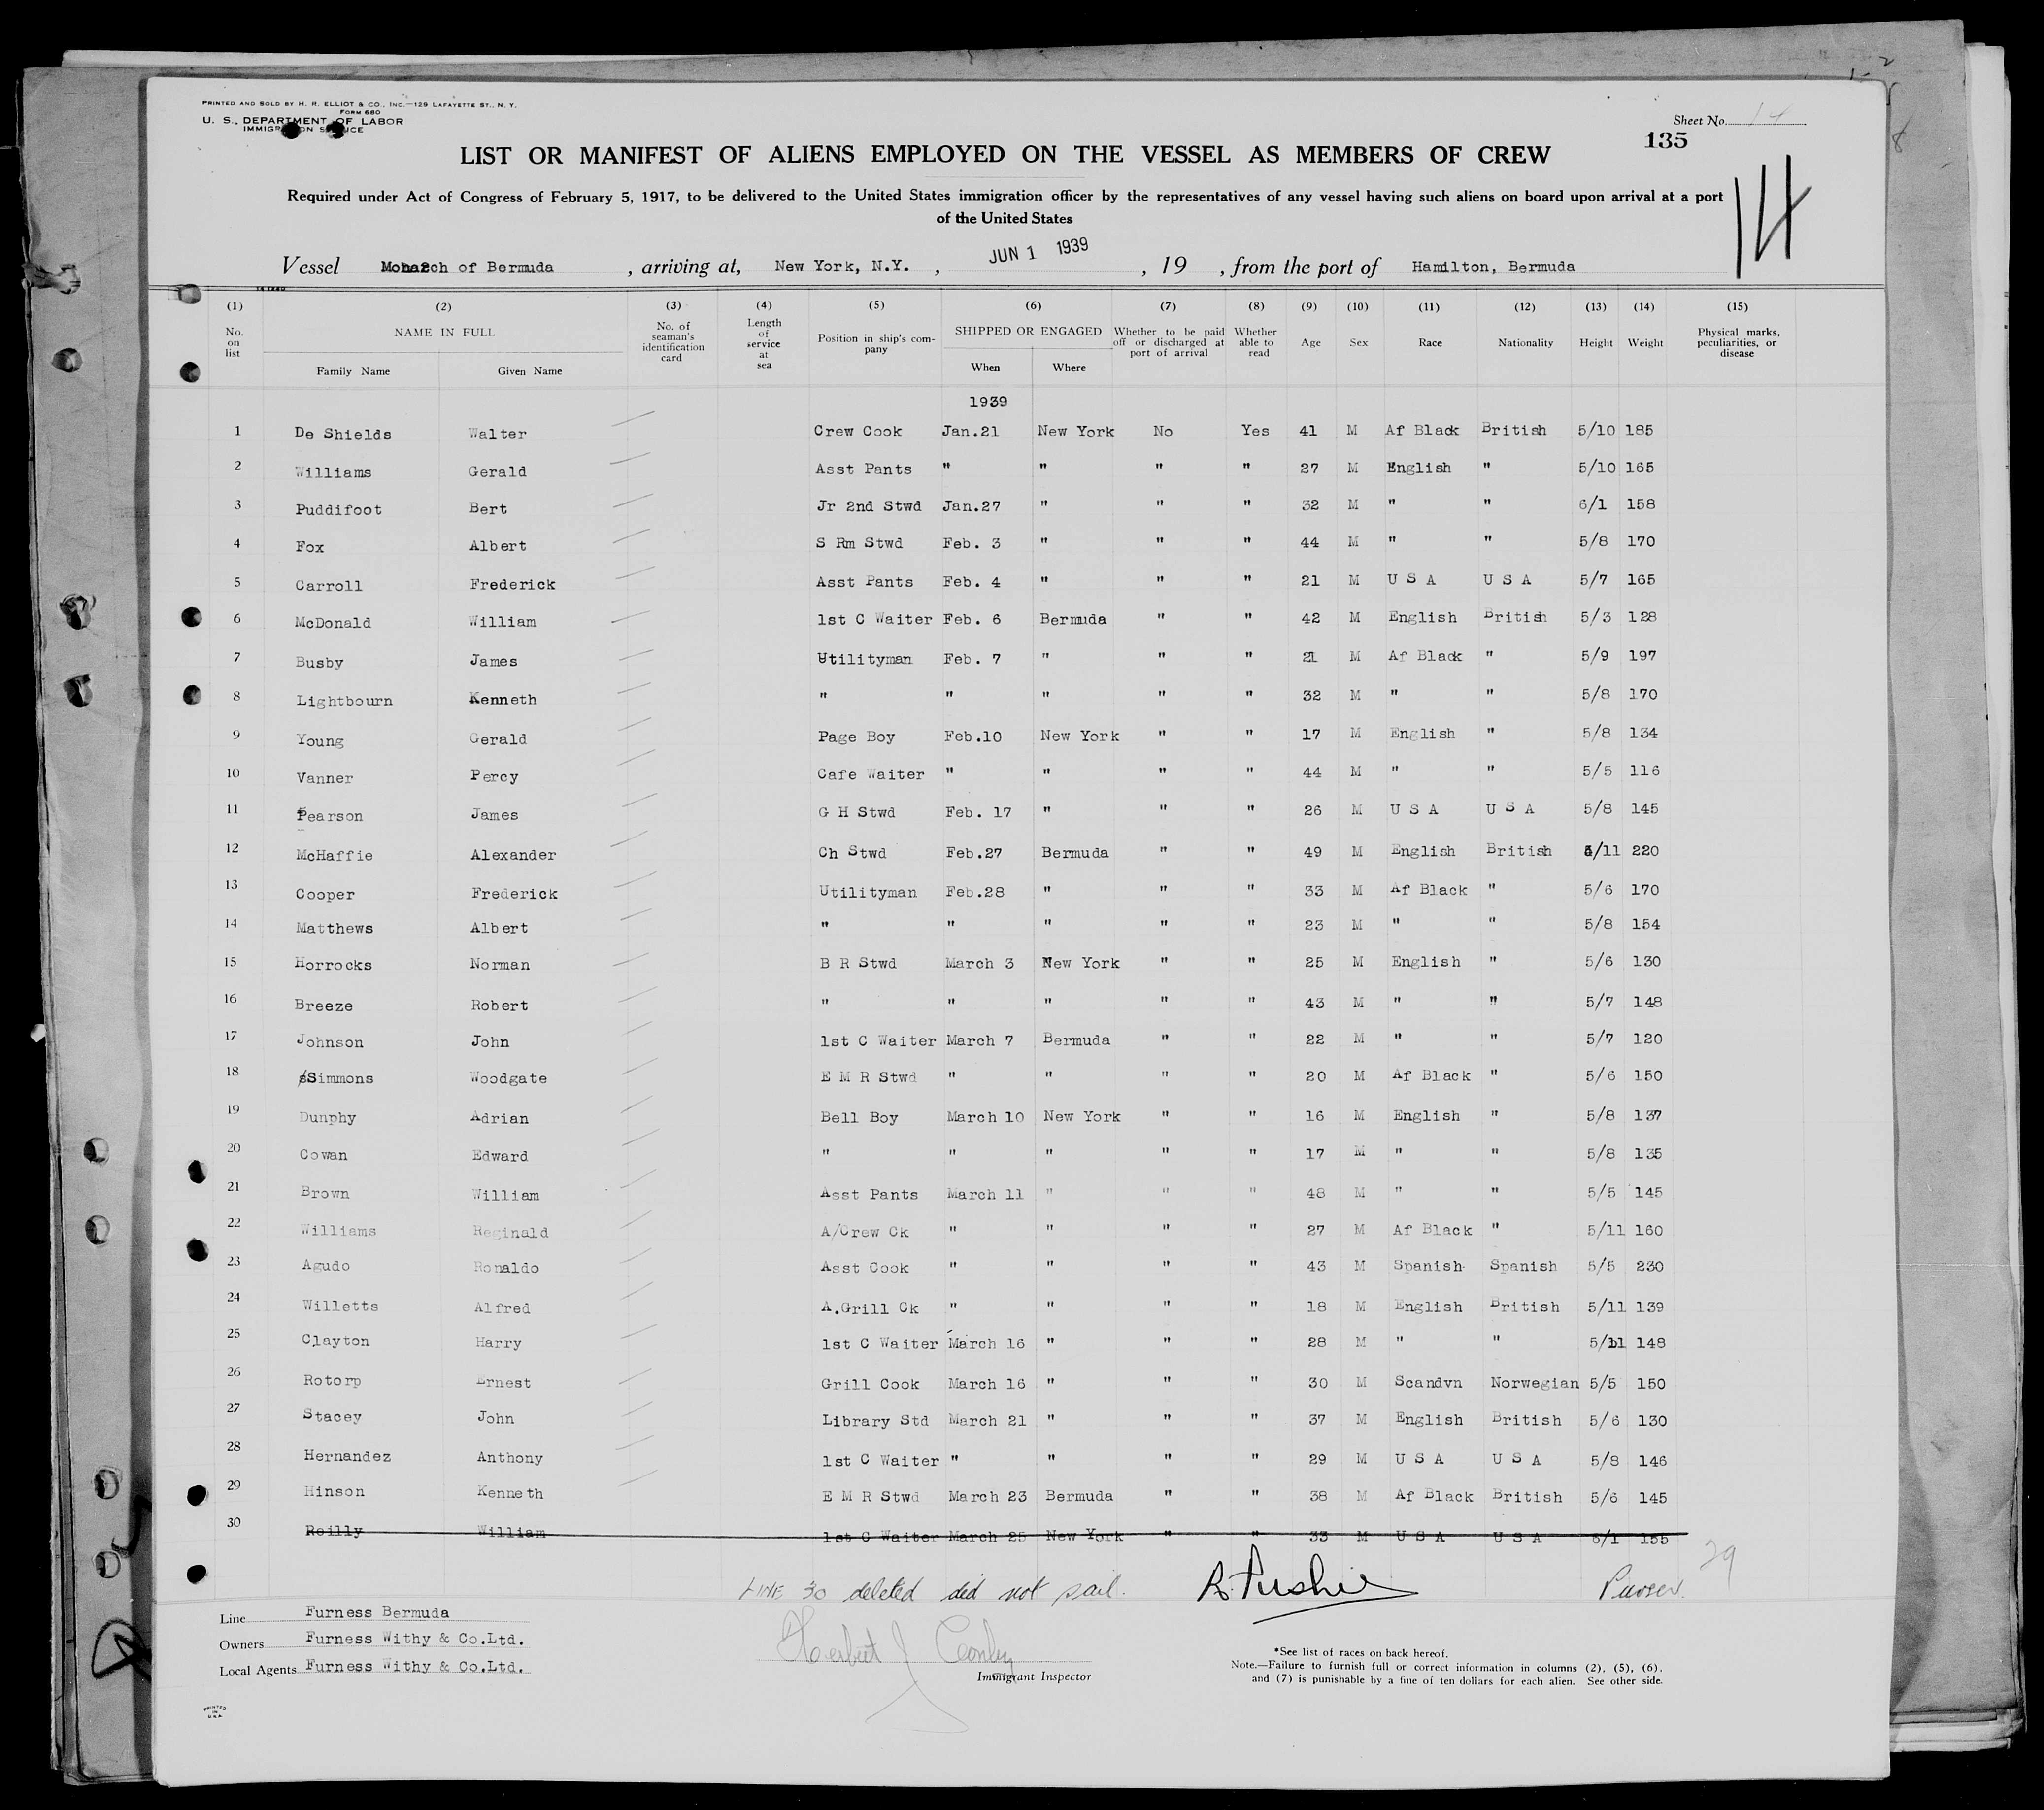 PRINTED AND SOLD BY H. R. ELLIOT & CO., INC.—129 LAFAYETTE ST., N. Y.
FORM 680
U. S. DEPARTMENT OF LABOR
Sheet No. 14
135
14
LIST OR MANIFEST OF ALIENS EMPLOYED ON THE VESSEL AS MEMBERS OF CREW
Required under Act of Congress of February 5, 1917, to be delivered to the United States immigration officer by the representatives of any vessel having such aliens on board upon arrival at a port
of the United States
Vessel Monarch of Bermuda , arriving at, New York, N.Y. , JUN 1 1939 , 19 , from the port of Hamilton, Bermuda
(1) (2) (3) (4) (5) (6) (7) (8) (9) (10) (11) (12) (13) (14) (15)
No. on list NAME IN FULL Family Name Given Name No. of seaman's identification card Length of service at sea Position in ship's company SHIPPED OR ENGAGED When Where Whether to be paid off or discharged at port of arrival Whether able to read Age Sex Race Nationality Height Weight Physical marks, peculiarities, or disease
1939
1 De Shields Walter Crew Cook Jan.21 New York No Yes 41 M Af Black British 5/10 185
2 Williams Gerald Asst Pants " " " " 27 M English " 5/10 165
3 Puddifoot Bert Jr 2nd Stwd Jan.27 " " " 32 M " " 6/1 158
4 Fox Albert S Rm Stwd Feb. 3 " " " 44 M " " 5/8 170
5 Carroll Frederick Asst Pants Feb. 4 " " " 21 M U S A U S A 5/7 165
6 McDonald William 1st C Waiter Feb. 6 Bermuda " " 42 M English British 5/3 128
7 Busby James Utilityman Feb. 7 " " " 21 M Af Black " 5/9 197
8 Lightbourn Kenneth " " " " " 32 M " " 5/8 170
9 Young Gerald Page Boy Feb.10 New York " " 17 M English " 5/8 134
10 Vanner Percy Cafe Waiter " " " " 44 M " " 5/5 116
11 Pearson James G H Stwd Feb. 17 " " " 26 M U S A U S A 5/8 145
12 McHaffie Alexander Ch Stwd Feb.27 Bermuda " " 49 M English British 5/11 220
13 Cooper Frederick Utilityman Feb.28 " " " 33 M Af Black " 5/6 170
14 Matthews Albert " " " " " 23 M " " 5/8 154
15 Horrocks Norman B R Stwd March 3 New York " " 25 M English " 5/6 130
16 Breeze Robert " " " " " 43 M " " 5/7 148
17 Johnson John 1st C Waiter March 7 Bermuda " " 22 M " " 5/7 120
18 Simmons Woodgate E M R Stwd " " " " 20 M Af Black " 5/6 150
19 Dunphy Adrian Bell Boy March 10 New York " " 16 M English " 5/8 137
20 Cowan Edward " " " " " 17 M " " 5/8 135
21 Brown William Asst Pants March 11 " " " 48 M " " 5/5 145
22 Williams Reginald A/Crew Ck " " " " 27 M Af Black " 5/11 160
23 Agudo Ronaldo Asst Cook " " " " 43 M Spanish Spanish 5/5 230
24 Willetts Alfred A.Grill Ck " " " " 18 M English British 5/11 139
25 Clayton Harry 1st C Waiter March 16 " " " 28 M " " 5/11 148
26 Rotorp Ernest Grill Cook March 16 " " " 30 M Scandvn Norwegian 5/5 150
27 Stacey John Library Std March 21 " " " 37 M English British 5/6 130
28 Hernandez Anthony 1st C Waiter " " " " 29 M U S A U S A 5/8 146
29 Hinson Kenneth E M R Stwd March 23 Bermuda " " 38 M Af Black British 5/6 145
30 Reilly William 1st C Waiter March 25 New York " " 33 M U S A U S A 6/1 155
29
LINE 30 deleted did not sail. Purser.
Line Furness Bermuda
Owners Furness Withy & Co.Ltd.
Local Agents Furness Withy & Co.Ltd.
Immigrant Inspector
*See list of races on back hereof.
Note.—Failure to furnish full or correct information in columns (2), (5), (6),
and (7) is punishable by a fine of ten dollars for each alien. See other side.
PRINTED
IN
U.S.A.